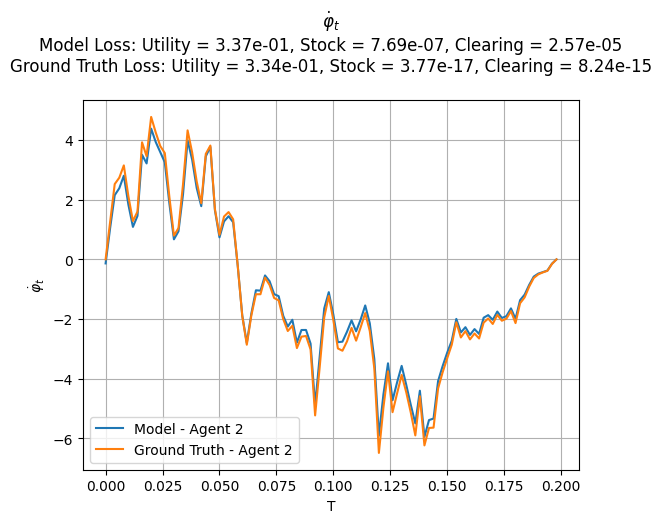 φ̇ₜ
Model Loss: Utility = 3.37e-01, Stock = 7.69e-07, Clearing = 2.57e-05
Ground Truth Loss: Utility = 3.34e-01, Stock = 3.77e-17, Clearing = 8.24e-15
4
2
0
−2
−4
−6
φ̇ₜ
Model - Agent 2
Ground Truth - Agent 2
0.000 0.025 0.050 0.075 0.100 0.125 0.150 0.175 0.200
T